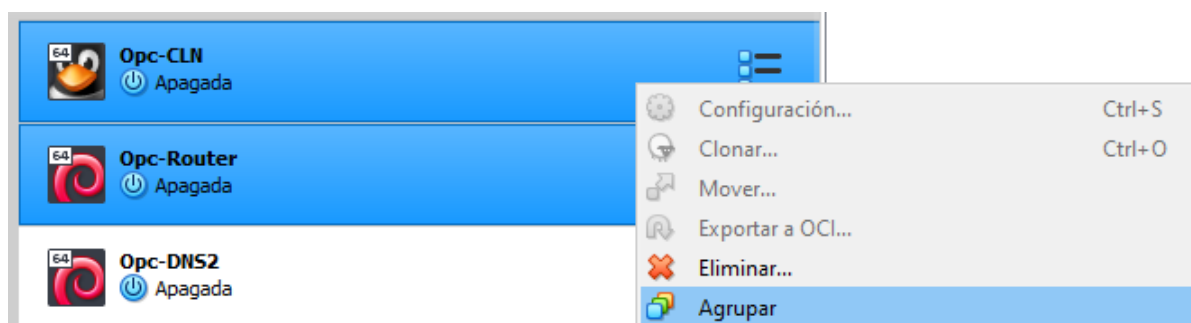 64
Opc-CLN
Apagada
64
Opc-Router
Apagada
64
Opc-DNS2
Apagada
Configuración... Ctrl+S
Clonar... Ctrl+O
Mover...
Exportar a OCI...
Eliminar...
Agrupar